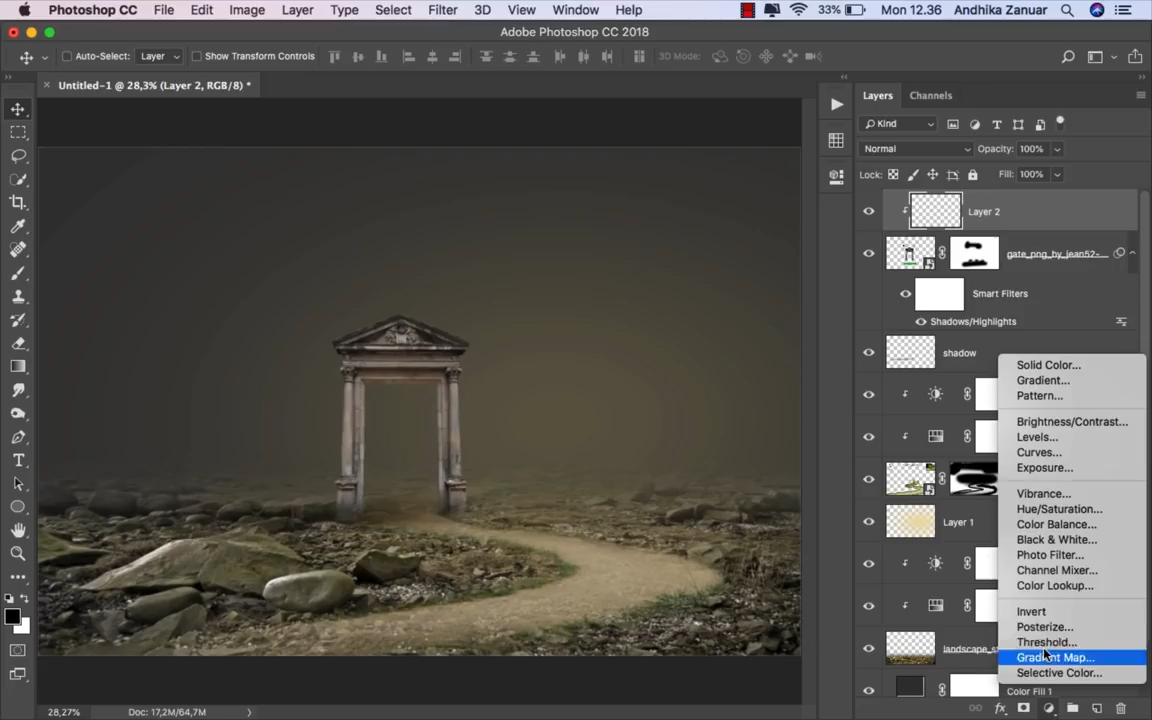 Photoshop CC File Edit Image Layer Type Select Filter 3D View Window Help 33% Mon 12.36 Andhika Zanuar
Adobe Photoshop CC 2018
Auto-Select: Layer Show Transform Controls 3D Mode:
Untitled-1 @ 28,3% (Layer 2, RGB/8) *
Layers Channels
Kind
Normal Opacity: 100%
Lock: Fill: 100%
Layer 2
gate_png_by_jean52-...
Smart Filters
Shadows/Highlights
shadow
Solid Color...
Gradient...
Pattern...
Brightness/Contrast...
Levels...
Curves...
Exposure...
Vibrance...
Hue/Saturation...
Color Balance...
Black & White...
Photo Filter...
Channel Mixer...
Color Lookup...
Invert
Posterize...
Threshold...
Gradient Map...
Selective Color...
Layer 1
landscape_s
Color Fill 1
28,27% Doc: 17,2M/64,7M